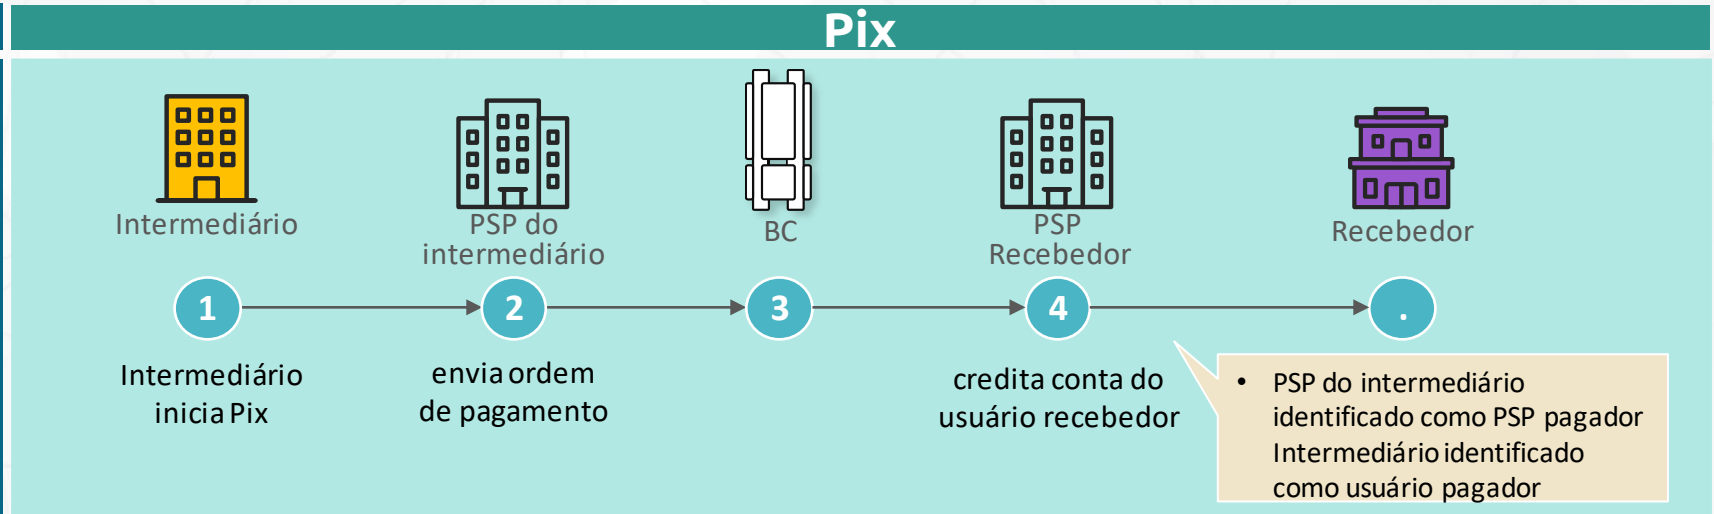 Pix
Intermediário
PSP do
intermediário
BC
PSP
Recebedor
Recebedor
1
2
3
4
.
Intermediário
inicia Pix
envia ordem
de pagamento
credita conta do
usuário recebedor
• PSP do intermediário
identificado como PSP pagador
Intermediário identificado
como usuário pagador